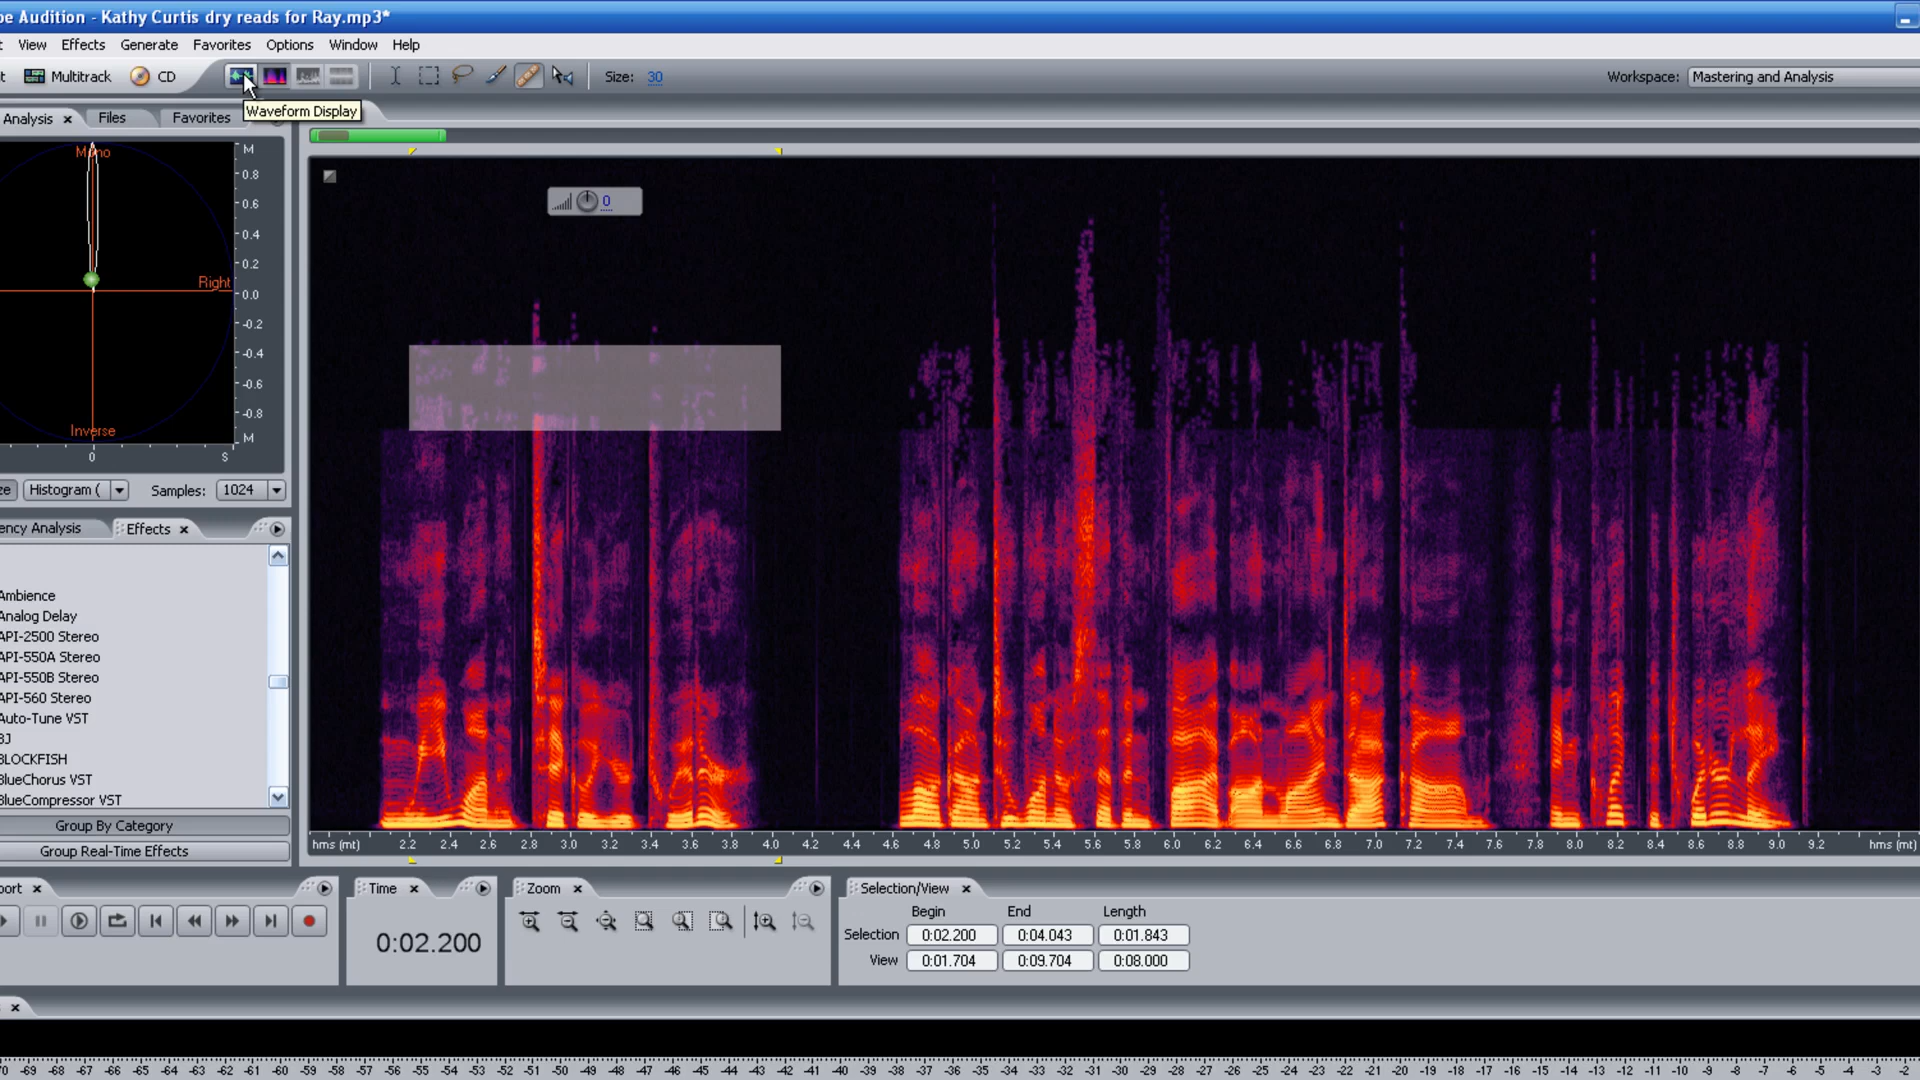 be Audition - Kathy Curtis dry reads for Ray.mp3*
t View Effects Generate Favorites Options Window Help
t Multitrack CD Size: 30 Workspace: Mastering and Analysis
Waveform Display
Analysis Files Favorites
Mono
Right
Inverse
M
0.8
0.6
0.4
0.2
0.0
-0.2
-0.4
-0.6
-0.8
M
0 S
0
ze Histogram ( Samples: 1024
ency Analysis Effects
Ambience
Analog Delay
API-2500 Stereo
API-550A Stereo
API-550B Stereo
API-560 Stereo
Auto-Tune VST
BJ
BLOCKFISH
BlueChorus VST
BlueCompressor VST
Group By Category
Group Real-Time Effects
hms (mt) 2.2 2.4 2.6 2.8 3.0 3.2 3.4 3.6 3.8 4.0 4.2 4.4 4.6 4.8 5.0 5.2 5.4 5.6 5.8 6.0 6.2 6.4 6.6 6.8 7.0 7.2 7.4 7.6 7.8 8.0 8.2 8.4 8.6 8.8 9.0 9.2 hms (mt)
port Time Zoom Selection/View
0:02.200
Begin End Length
Selection 0:02.200 0:04.043 0:01.843
View 0:01.704 0:09.704 0:08.000
70 -69 -68 -67 -66 -65 -64 -63 -62 -61 -60 -59 -58 -57 -56 -55 -54 -53 -52 -51 -50 -49 -48 -47 -46 -45 -44 -43 -42 -41 -40 -39 -38 -37 -36 -35 -34 -33 -32 -31 -30 -29 -28 -27 -26 -25 -24 -23 -22 -21 -20 -19 -18 -17 -16 -15 -14 -13 -12 -11 -10 -9 -8 -7 -6 -5 -4 -3 -2